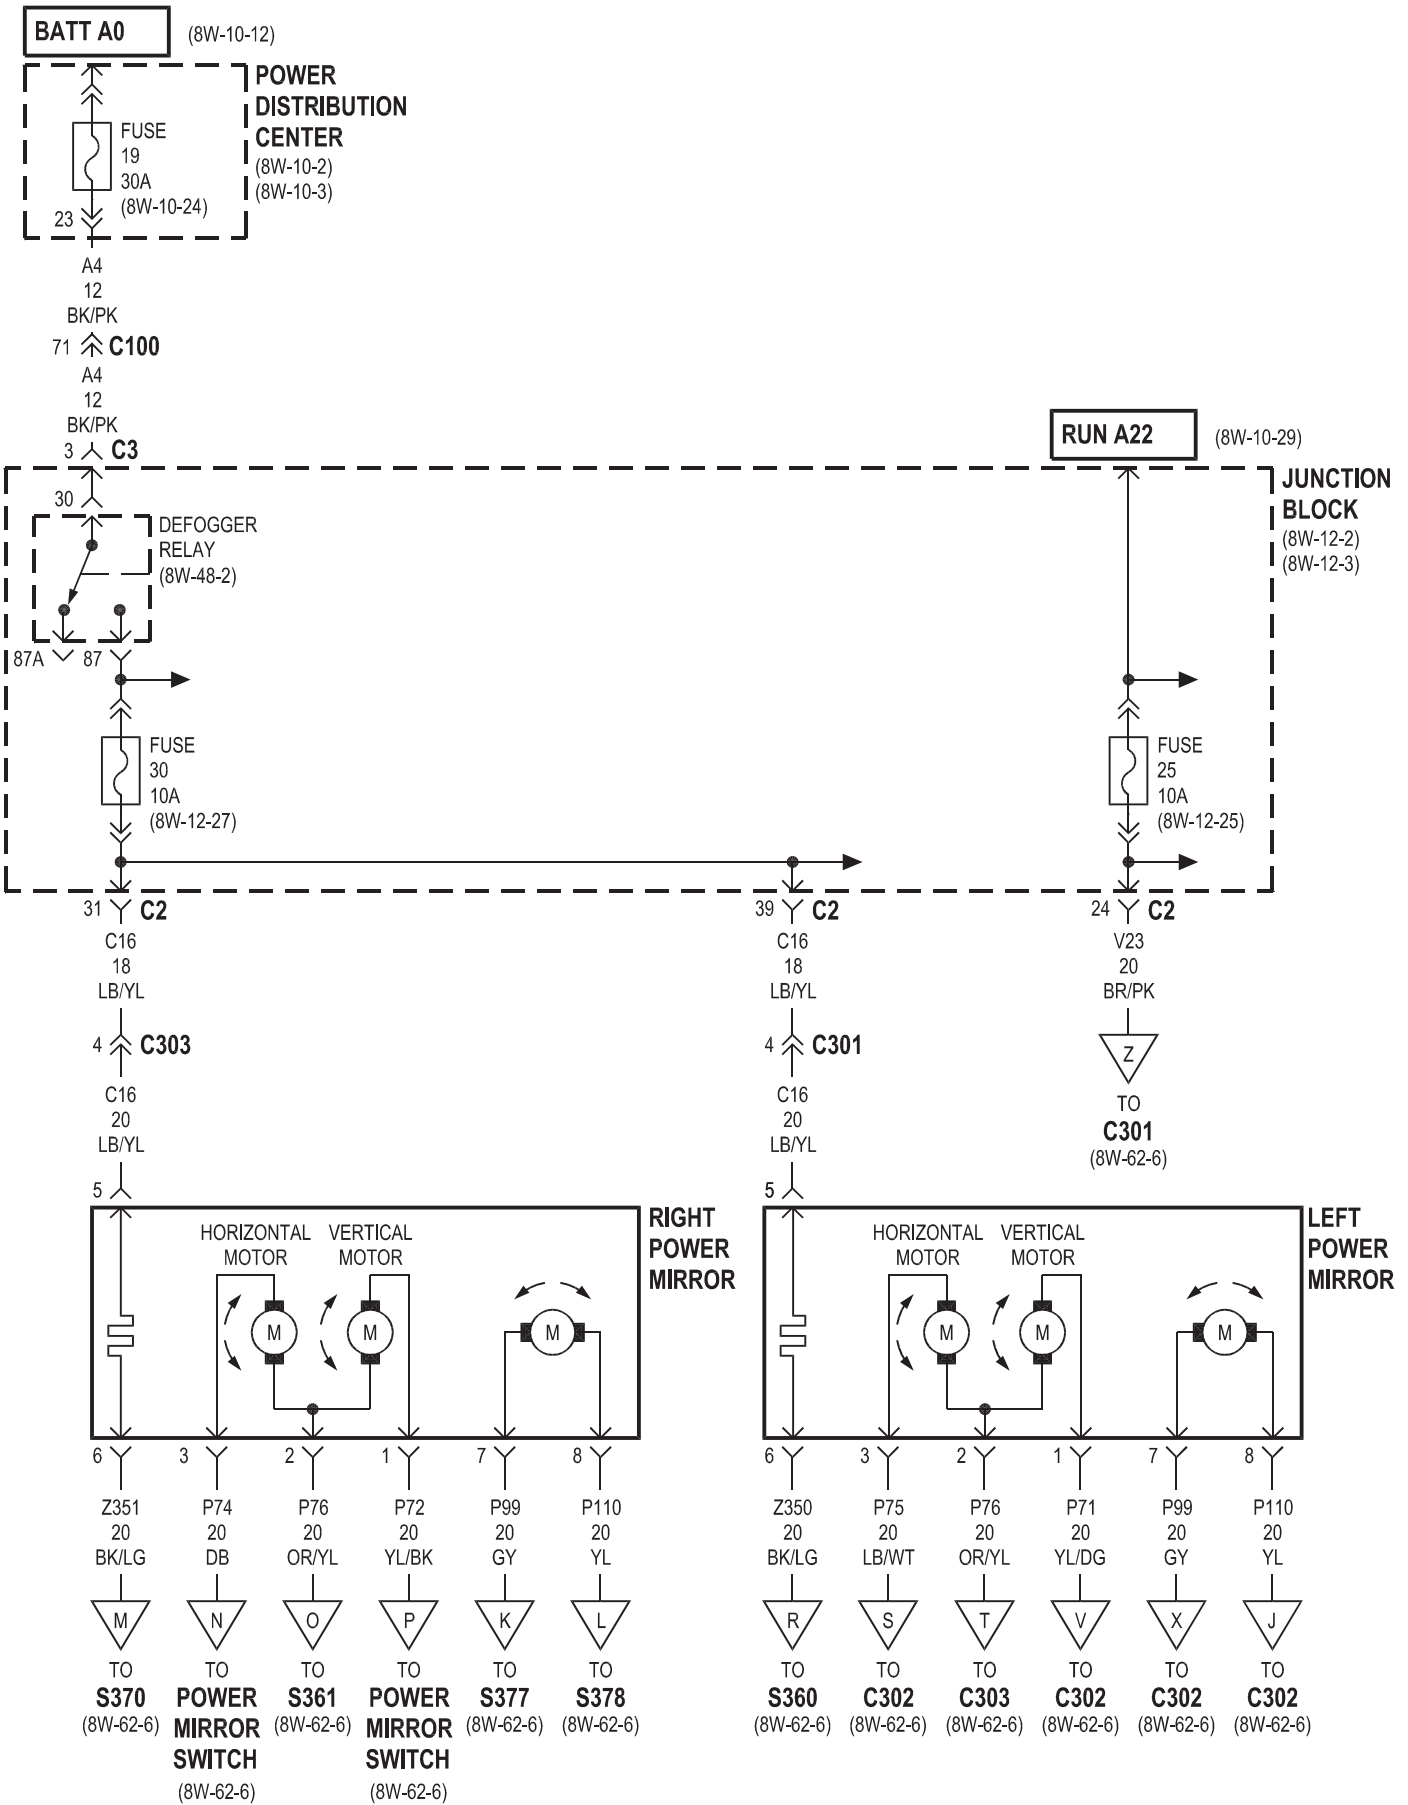 BATT A0
(8W-10-12)
POWER
DISTRIBUTION
CENTER
(8W-10-2)
(8W-10-3)
FUSE
19
30A
(8W-10-24)
23
A4
12
BK/PK
71
C100
A4
12
BK/PK
3
C3
RUN A22
(8W-10-29)
JUNCTION
BLOCK
(8W-12-2)
(8W-12-3)
30
DEFOGGER
RELAY
(8W-48-2)
87A
87
FUSE
30
10A
(8W-12-27)
FUSE
25
10A
(8W-12-25)
31
C2
39
C2
24
C2
C16
18
LB/YL
C16
18
LB/YL
V23
20
BR/PK
4
C303
4
C301
Z
TO
C301
(8W-62-6)
C16
20
LB/YL
C16
20
LB/YL
5
5
RIGHT
POWER
MIRROR
HORIZONTAL
MOTOR
VERTICAL
MOTOR
M
M
M
LEFT
POWER
MIRROR
HORIZONTAL
MOTOR
VERTICAL
MOTOR
M
M
M
6
3
2
1
7
8
6
3
2
1
7
8
Z351
20
BK/LG
M
TO
S370
(8W-62-6)
P74
20
DB
N
TO
POWER
MIRROR
SWITCH
(8W-62-6)
P76
20
OR/YL
O
TO
S361
(8W-62-6)
P72
20
YL/BK
P
TO
POWER
MIRROR
SWITCH
(8W-62-6)
P99
20
GY
K
TO
S377
(8W-62-6)
P110
20
YL
L
TO
S378
(8W-62-6)
Z350
20
BK/LG
R
TO
S360
(8W-62-6)
P75
20
LB/WT
S
TO
C302
(8W-62-6)
P76
20
OR/YL
T
TO
C303
(8W-62-6)
P71
20
YL/DG
V
TO
C302
(8W-62-6)
P99
20
GY
X
TO
C302
(8W-62-6)
P110
20
YL
J
TO
C302
(8W-62-6)